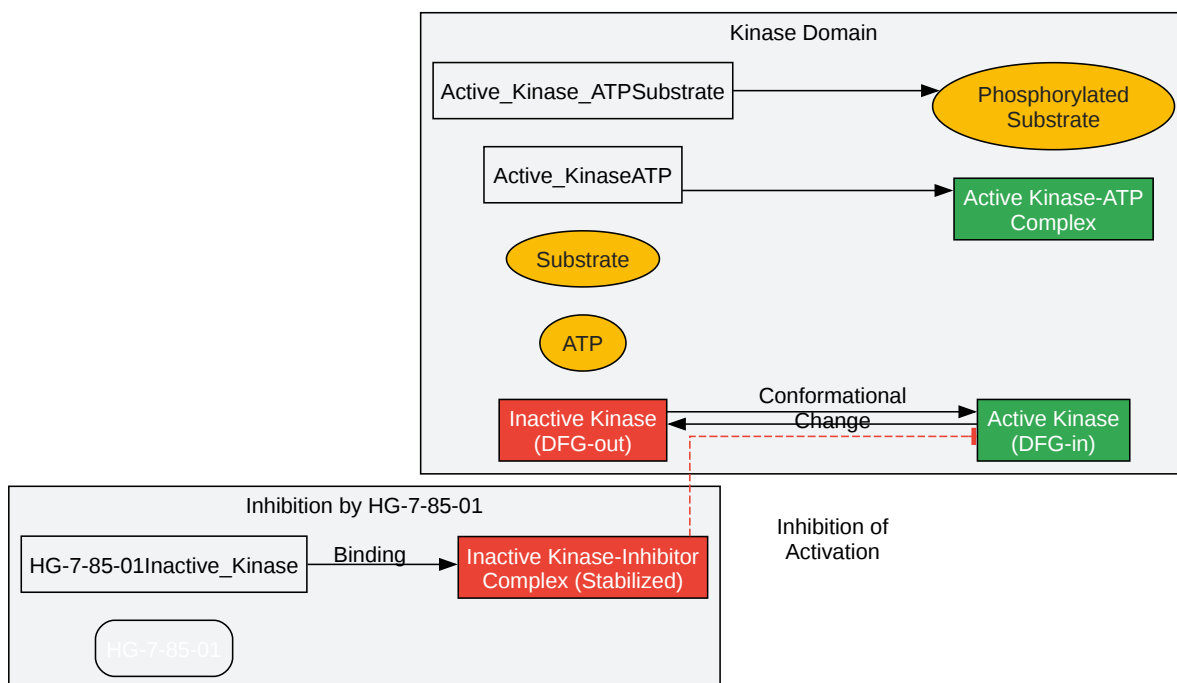 Kinase Domain
Active_Kinase_ATPSubstrate
Phosphorylated
Substrate
Active_KinaseATP
Active Kinase-ATP
Complex
Substrate
ATP
Inactive Kinase
(DFG-out)
Conformational
Change
Active Kinase
(DFG-in)
Inhibition by HG-7-85-01
HG-7-85-01Inactive_Kinase
Binding
Inactive Kinase-Inhibitor
Complex (Stabilized)
Inhibition of
Activation
HG-7-85-01